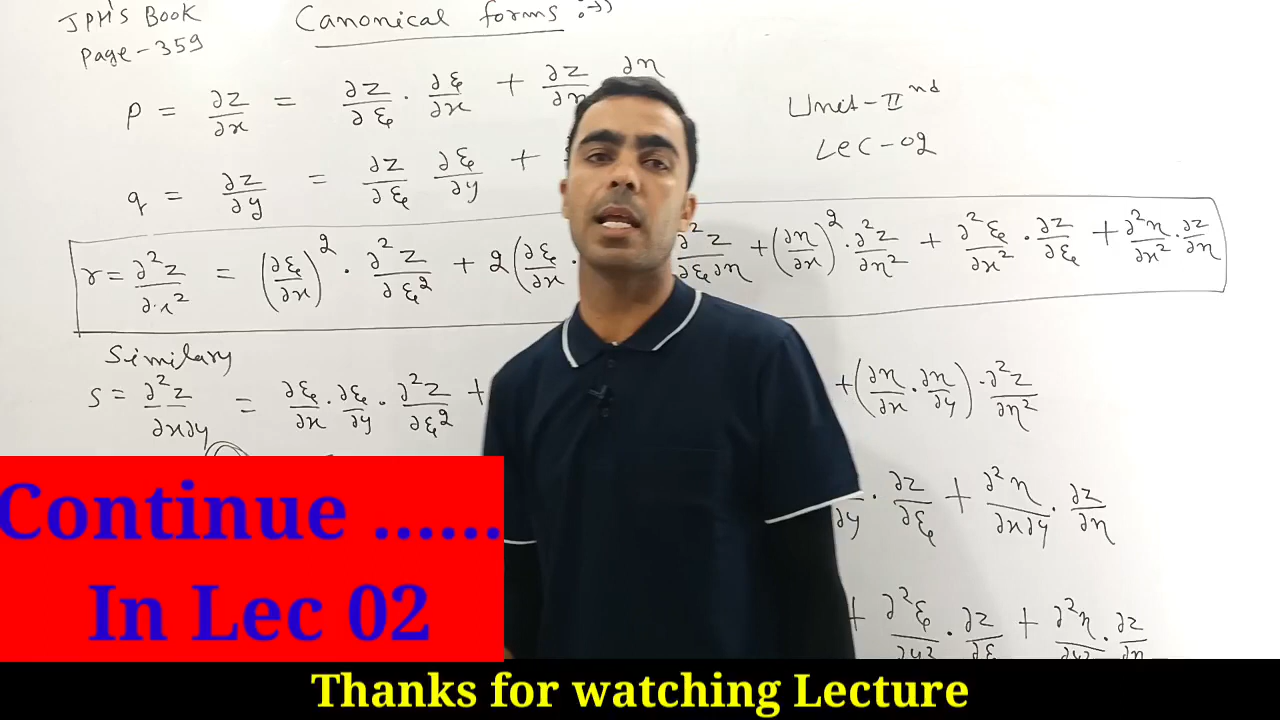 JPH's Book
Page-359
Canonical forms :->
p = ∂z/∂x = ∂z/∂ξ . ∂ξ/∂x + ∂z/∂η ∂η
q = ∂z/∂y = ∂z/∂ξ ∂ξ/∂y +
Unit-IInd
Lec-02
r = ∂²z/∂x² = (∂ξ/∂x)² . ∂²z/∂ξ² + 2(∂ξ/∂x . ∂²z/∂ξ∂η + (∂η/∂x)² . ∂²z/∂η² + ∂²ξ/∂x² . ∂z/∂ξ + ∂²η/∂x² . ∂z/∂η
Similary
s = ∂²z/∂x∂y = ∂ξ/∂x . ∂ξ/∂y . ∂²z/∂ξ² + + (∂η/∂x . ∂η/∂y) . ∂²z/∂η²
∂y . ∂z/∂ξ + ∂²η/∂x∂y . ∂z/∂η
+ ∂²ξ/∂y² . ∂z/∂ξ + ∂²η/∂y² . ∂z/∂η
Continue ......
In Lec 02
Thanks for watching Lecture